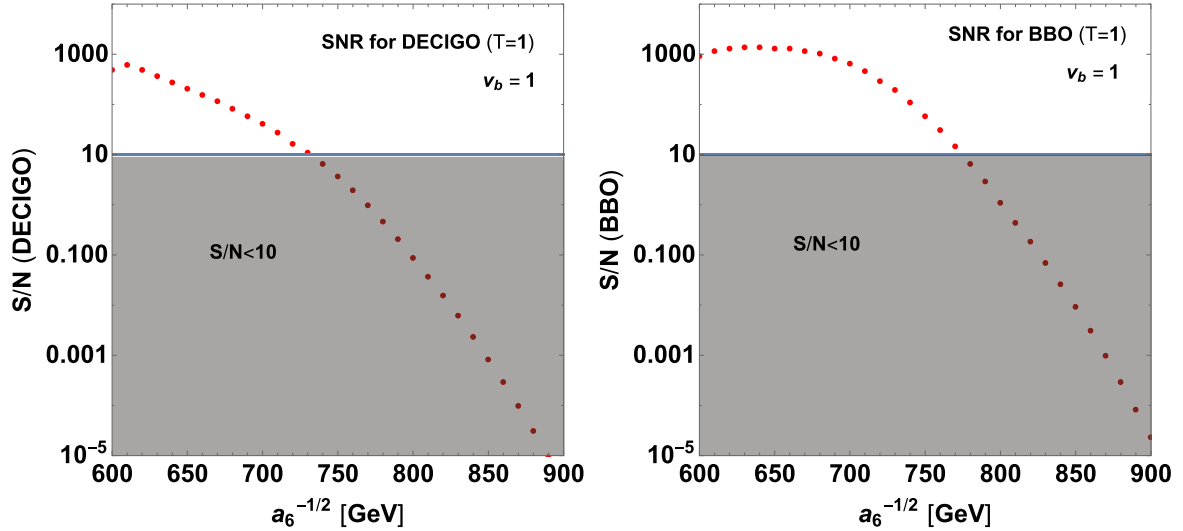 SNR for DECIGO (T=1)
v_b = 1
S/N (DECIGO)
1000
10
0.100
0.001
10⁻⁵
S/N<10
600 650 700 750 800 850 900
a₆^−1/2 [GeV]
SNR for BBO (T=1)
v_b = 1
S/N (BBO)
1000
10
0.100
0.001
10⁻⁵
S/N<10
600 650 700 750 800 850 900
a₆^−1/2 [GeV]